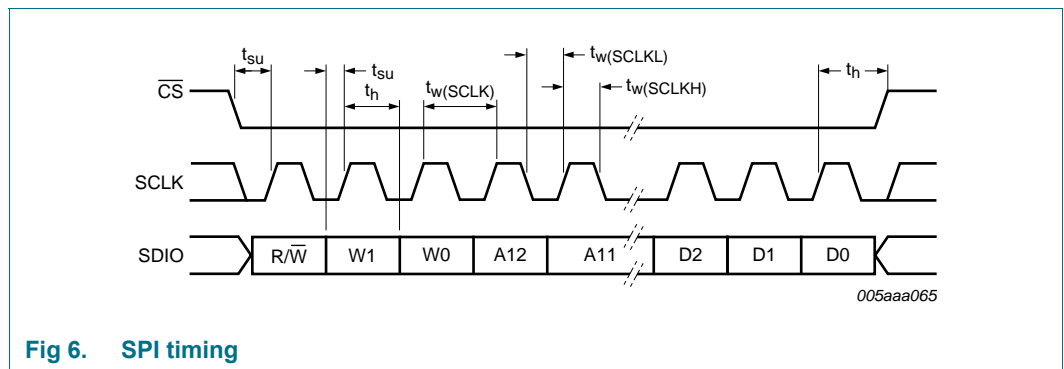 tsu
tsu
th
tw(SCLK)
tw(SCLKL)
tw(SCLKH)
th
CS
SCLK
SDIO
R/W
W1
W0
A12
A11
D2
D1
D0
005aaa065
Fig 6. SPI timing